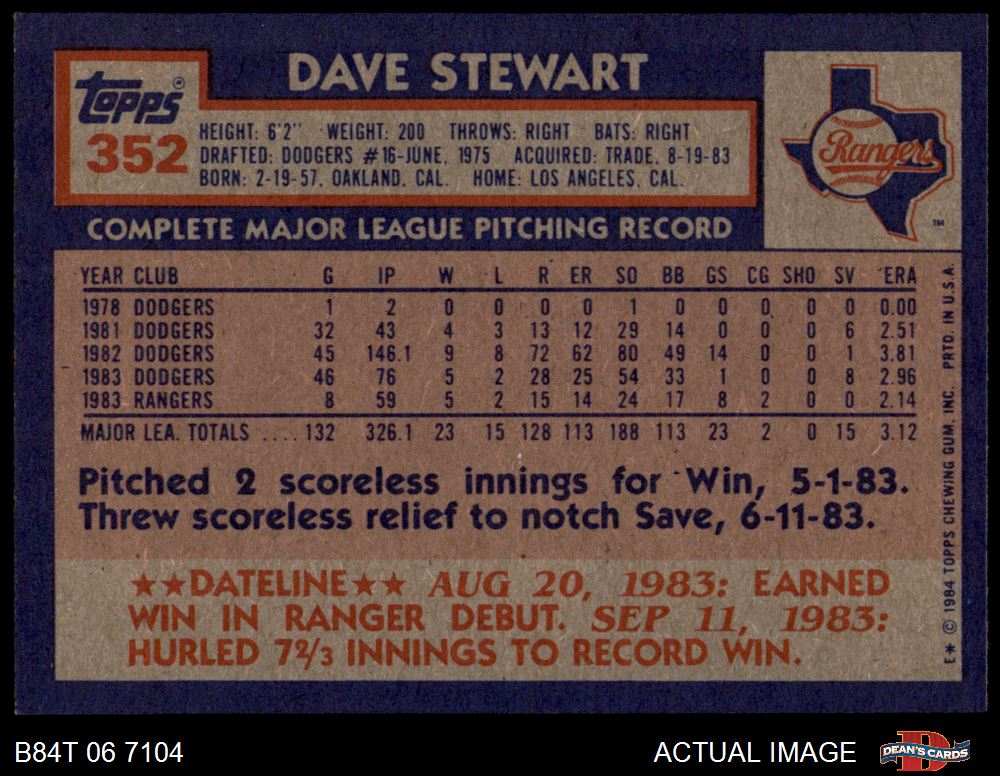 DAVE STEWART
topps®
352
HEIGHT: 6'2" WEIGHT: 200 THROWS: RIGHT BATS: RIGHT
DRAFTED: DODGERS #16-JUNE, 1975 ACQUIRED: TRADE, 8-19-83
BORN: 2-19-57, OAKLAND, CAL. HOME: LOS ANGELES, CAL.
Rangers
TM
COMPLETE MAJOR LEAGUE PITCHING RECORD
YEAR CLUB G IP W L R ER SO BB GS CG SHO SV ERA
1978 DODGERS 1 2 0 0 0 0 1 0 0 0 0 0 0.00
1981 DODGERS 32 43 4 3 13 12 29 14 0 0 0 6 2.51
1982 DODGERS 45 146.1 9 8 72 62 80 49 14 0 0 1 3.81
1983 DODGERS 46 76 5 2 28 25 54 33 1 0 0 8 2.96
1983 RANGERS 8 59 5 2 15 14 24 17 8 2 0 0 2.14
MAJOR LEA. TOTALS .... 132 326.1 23 15 128 113 188 113 23 2 0 15 3.12
Pitched 2 scoreless innings for Win, 5-1-83.
Threw scoreless relief to notch Save, 6-11-83.
★★DATELINE★★ AUG 20, 1983: EARNED
WIN IN RANGER DEBUT. SEP 11, 1983:
HURLED 7⅔ INNINGS TO RECORD WIN.
E* © 1984 TOPPS CHEWING GUM, INC. PRTD. IN U.S.A.
B84T 06 7104
ACTUAL IMAGE
D
DEAN'S CARDS